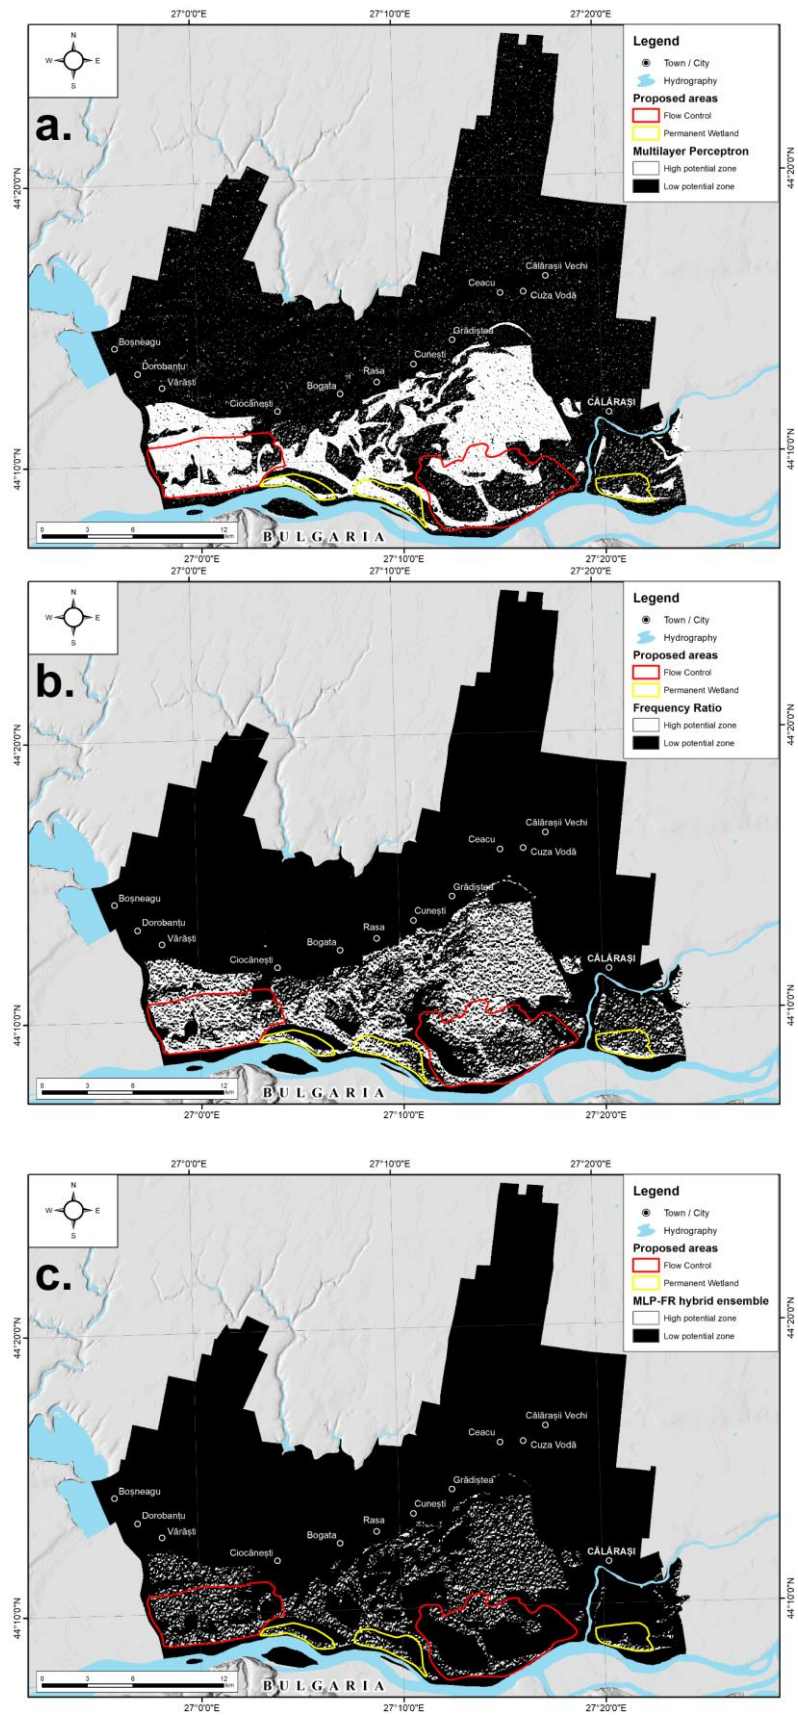 27°0'0"E
27°10'0"E
27°20'0"E
N
W
E
S
a.
Legend
Town / City
Hydrography
Proposed areas
Flow Control
Permanent Wetland
Multilayer Perceptron
High potential zone
Low potential zone
44°20'0"N
44°20'0"N
Călărașii Vechi
Ceacu
Cuza Vodă
Grădiștea
Boșneagu
Cunești
Dorobanțu
Rasa
Vărăști
Bogata
Ciocănești
CĂLĂRAȘI
44°10'0"N
44°10'0"N
0 3 6 12
km
BULGARIA
27°0'0"E
27°10'0"E
27°20'0"E
27°0'0"E
27°10'0"E
27°20'0"E
N
W
E
S
b.
Legend
Town / City
Hydrography
Proposed areas
Flow Control
Permanent Wetland
Frequency Ratio
High potential zone
Low potential zone
44°20'0"N
44°20'0"N
Călărașii Vechi
Ceacu
Cuza Vodă
Grădiștea
Boșneagu
Cunești
Dorobanțu
Rasa
Vărăști
Bogata
Ciocănești
CĂLĂRAȘI
44°10'0"N
44°10'0"N
0 3 6 12
km
BULGARIA
27°0'0"E
27°10'0"E
27°20'0"E
27°0'0"E
27°10'0"E
27°20'0"E
N
W
E
S
c.
Legend
Town / City
Hydrography
Proposed areas
Flow Control
Permanent Wetland
MLP-FR hybrid ensemble
High potential zone
Low potential zone
44°20'0"N
44°20'0"N
Călărașii Vechi
Ceacu
Cuza Vodă
Grădiștea
Boșneagu
Cunești
Dorobanțu
Rasa
Vărăști
Bogata
Ciocănești
CĂLĂRAȘI
44°10'0"N
44°10'0"N
0 3 6 12
km
BULGARIA
27°0'0"E
27°10'0"E
27°20'0"E